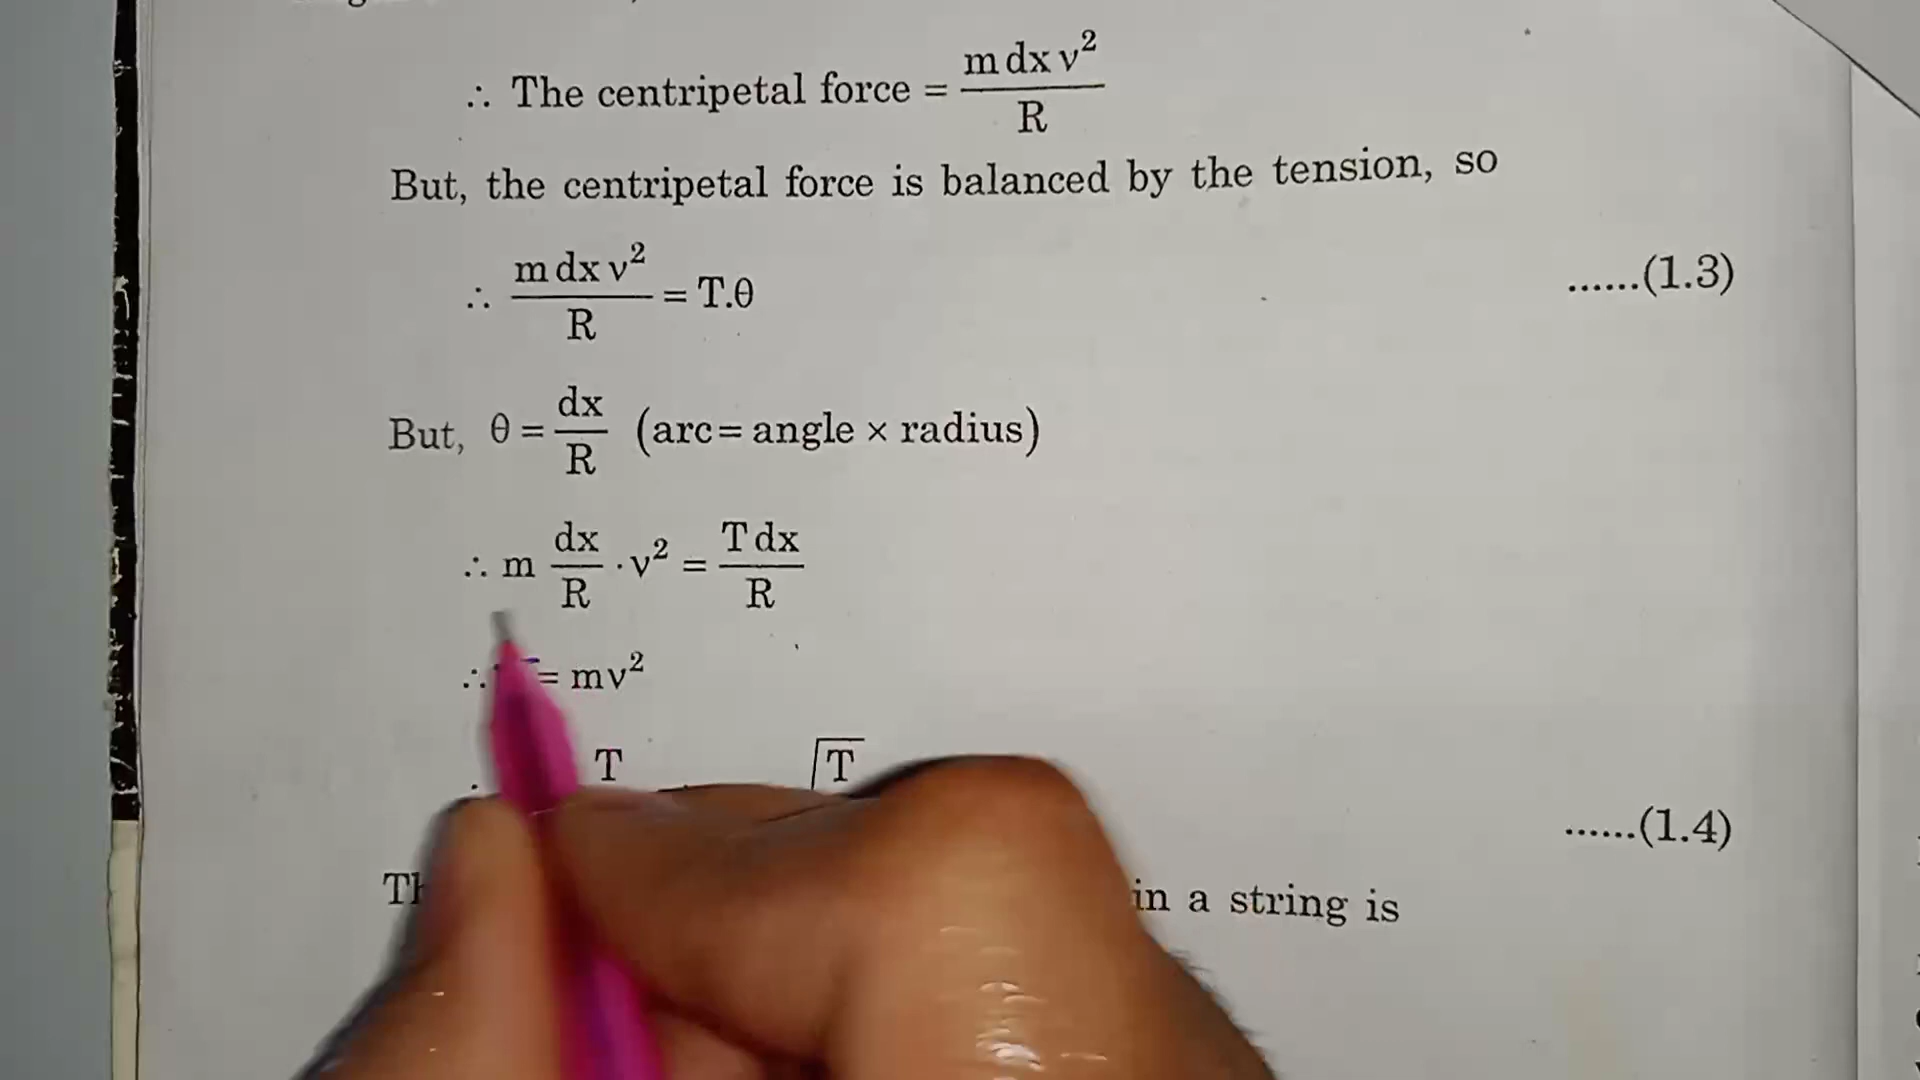 ∴ The centripetal force = m dx v² / R
But, the centripetal force is balanced by the tension, so
∴ m dx v² / R = T.θ ......(1.3)
But, θ = dx / R (arc = angle × radius)
∴ m dx / R · v² = T dx / R
∴ = mv²
T √T
......(1.4)
in a string is